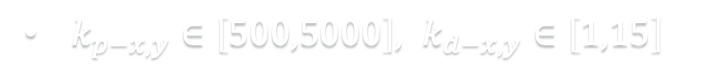 • k_{p−x,y} ∈ [500,5000], k_{d−x,y} ∈ [1,15]